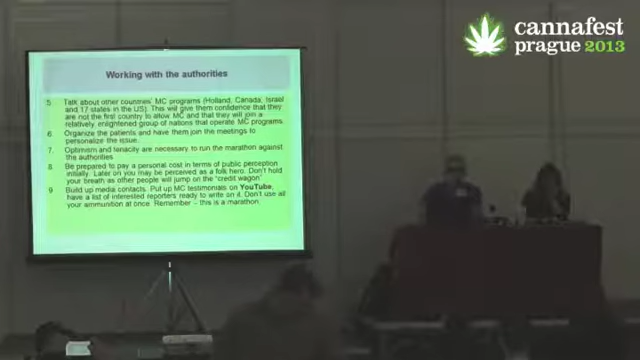 cannafest
prague 2013
Working with the authorities
5 Talk about other countries' MC programs (Holland, Canada, Israel
and 17 states in the US). This will give them confidence that they
are not the first country to allow MC and that they will join a
relatively enlightened group of nations that operate MC programs.
6 Organize the patients and have them join the meetings to
personalize the issue.
7. Optimism and tenacity are necessary to run the marathon against
the authorities
8 Be prepared to pay a personal cost in terms of public perception
initially. Later on you may be perceived as a folk hero. Don't hold
your breath as other people will jump on the "credit wagon"
9 Build up media contacts. Put up MC testimonials on YouTube,
have a list of interested reporters ready to write on it. Don't use all
your ammunition at once. Remember – this is a marathon.